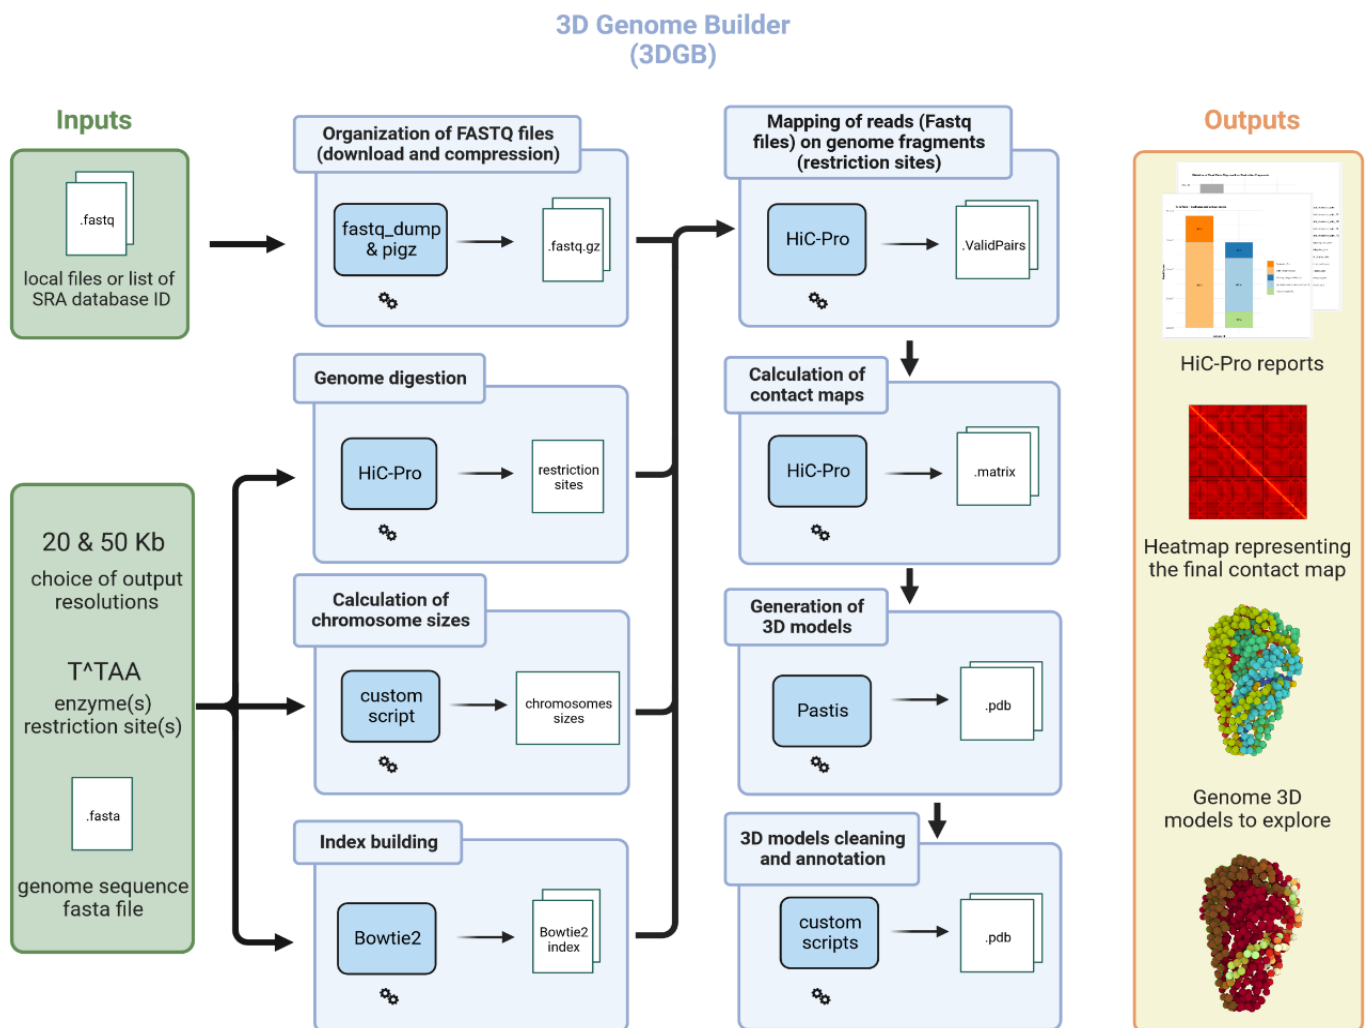 3D Genome Builder
(3DGB)
Inputs
.fastq
local files or list of
SRA database ID
20 & 50 Kb
choice of output
resolutions
T^TAA
enzyme(s)
restriction site(s)
.fasta
genome sequence
fasta file
Organization of FASTQ files
(download and compression)
fastq_dump
& pigz
.fastq.gz
Genome digestion
HiC-Pro
restriction
sites
Calculation of
chromosome sizes
custom
script
chromosomes
sizes
Index building
Bowtie2
Bowtie2
index
Mapping of reads (Fastq
files) on genome fragments
(restriction sites)
HiC-Pro
.ValidPairs
Calculation of
contact maps
HiC-Pro
.matrix
Generation of
3D models
Pastis
.pdb
3D models cleaning
and annotation
custom
scripts
.pdb
Outputs
HiC-Pro reports
Heatmap representing
the final contact map
Genome 3D
models to explore